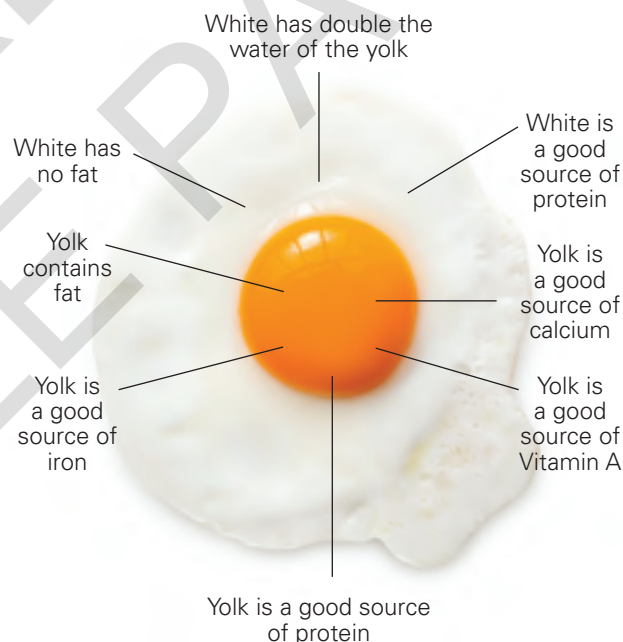 White has double the
water of the yolk
White has
no fat
White is
a good
source of
protein
Yolk
contains
fat
Yolk is
a good
source of
calcium
Yolk is
a good
source of
iron
Yolk is
a good
source of
Vitamin A
Yolk is a good source
of protein